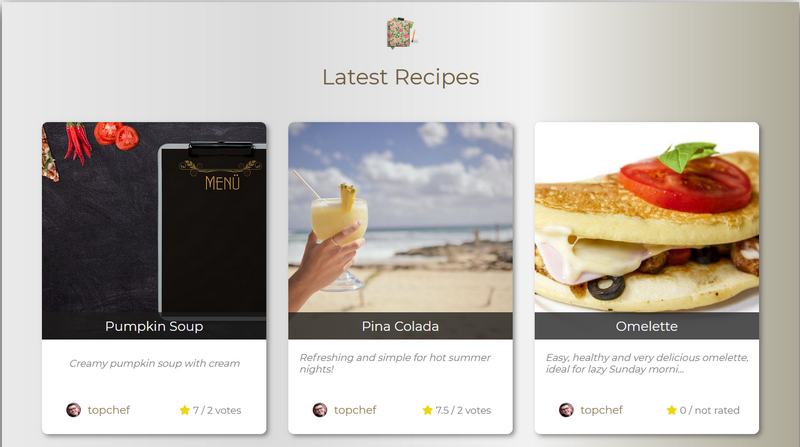 Latest Recipes
MENÜ
Pumpkin Soup
Creamy pumpkin soup with cream
topchef
7 / 2 votes
Pina Colada
Refreshing and simple for hot summer
nights!
topchef
7.5 / 2 votes
Omelette
Easy, healthy and very delicious omelette,
ideal for lazy Sunday morni...
topchef
0 / not rated